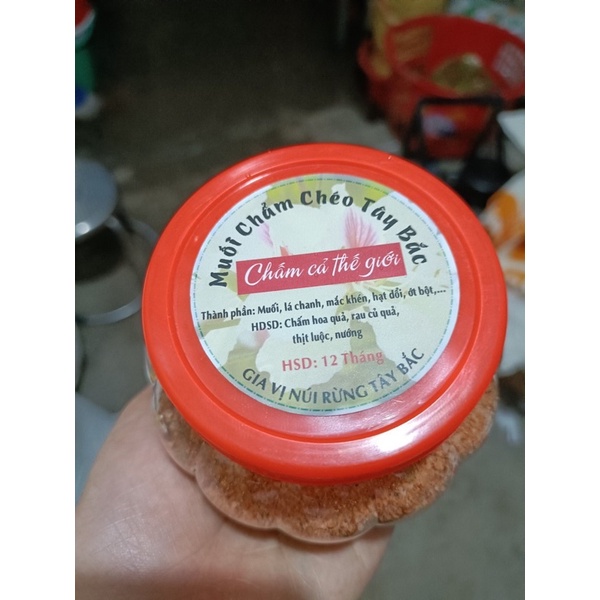 Muối Chẩm Chéo Tây Bắc
Chấm cả thế giới
Thành phần: Muối, lá chanh, mắc khén, hạt dổi, ớt bột,...
HDSD: Chấm hoa quả, rau củ quả,
thịt luộc, nướng
HSD: 12 Tháng
GIA VỊ NÚI RỪNG TÂY BẮC